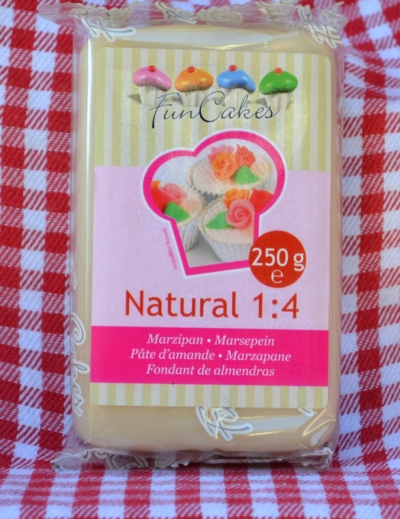 FunCakes
250 g
℮
Natural 1:4
Marzipan • Marsepein
Pâte d'amande • Marzapane
Fondant de almendras